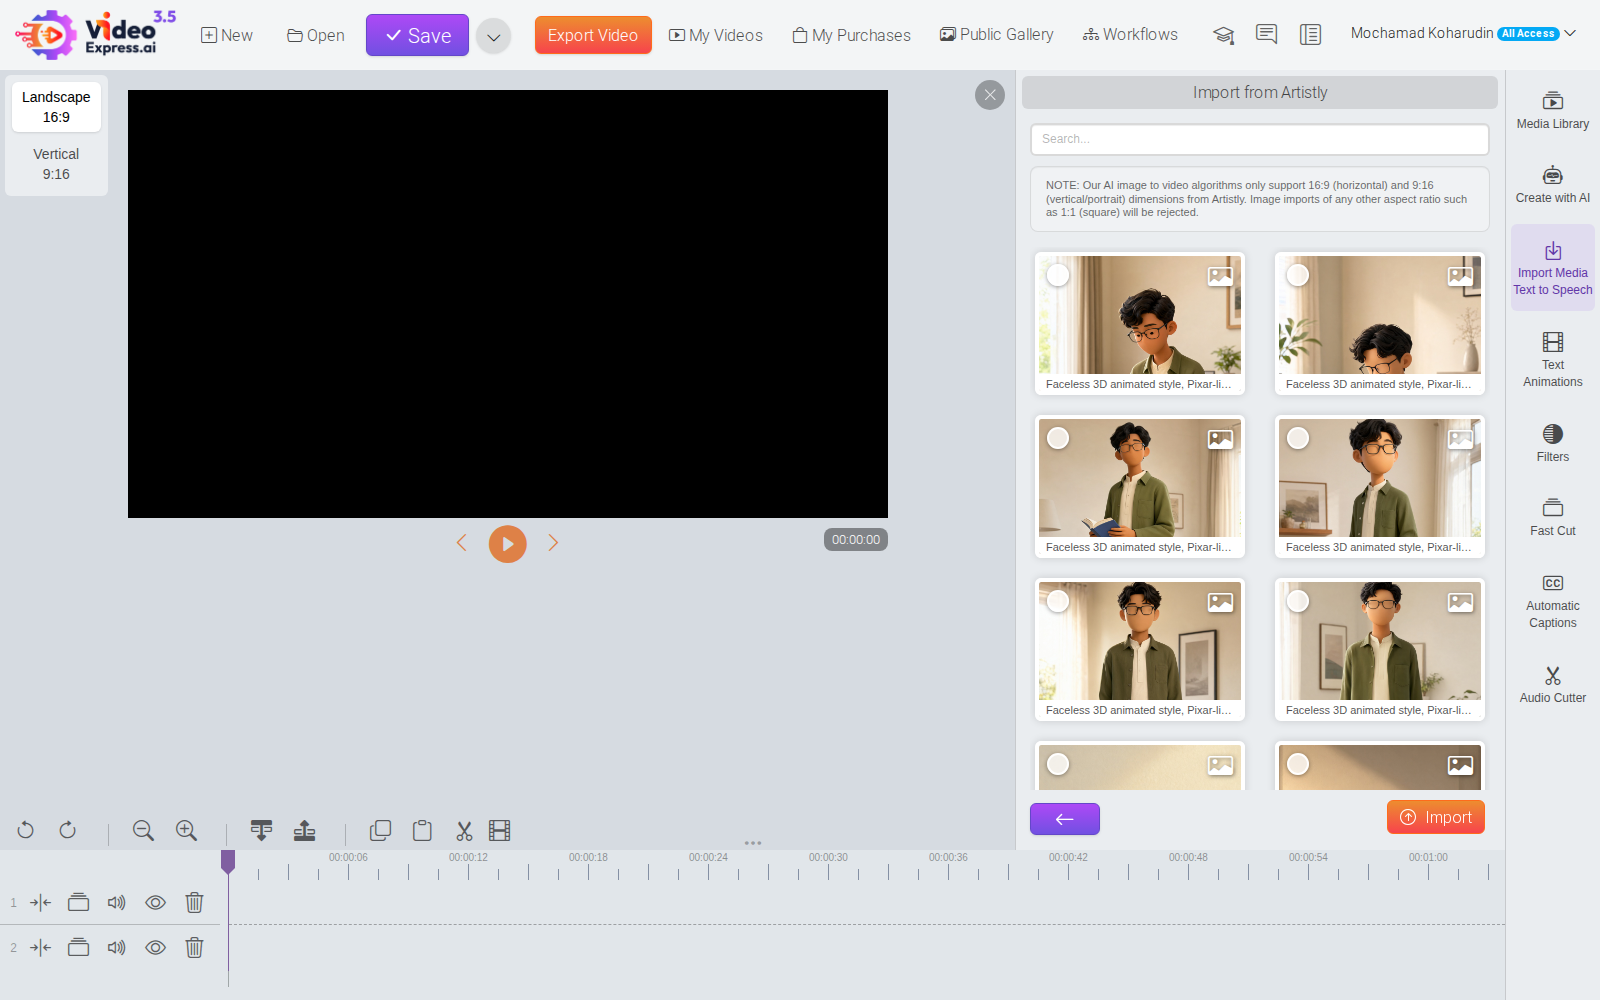 Video 3.5
Express.ai
New
Open
Save
Export Video
My Videos
My Purchases
Public Gallery
Workflows
Mochamad Koharudin All Access
Landscape
16:9
Vertical
9:16
00:00:00
Import from Artistly
Search...
NOTE: Our AI image to video algorithms only support 16:9 (horizontal) and 9:16
(vertical/portrait) dimensions from Artistly. Image imports of any other aspect ratio such
as 1:1 (square) will be rejected.
Faceless 3D animated style, Pixar-li...
Faceless 3D animated style, Pixar-li...
Faceless 3D animated style, Pixar-li...
Faceless 3D animated style, Pixar-li...
Faceless 3D animated style, Pixar-li...
Faceless 3D animated style, Pixar-li...
Import
Media Library
Create with AI
Import Media
Text to Speech
Text
Animations
Filters
Fast Cut
CC
Automatic
Captions
Audio Cutter
00:00:06
00:00:12
00:00:18
00:00:24
00:00:30
00:00:36
00:00:42
00:00:48
00:00:54
00:01:00
1
2